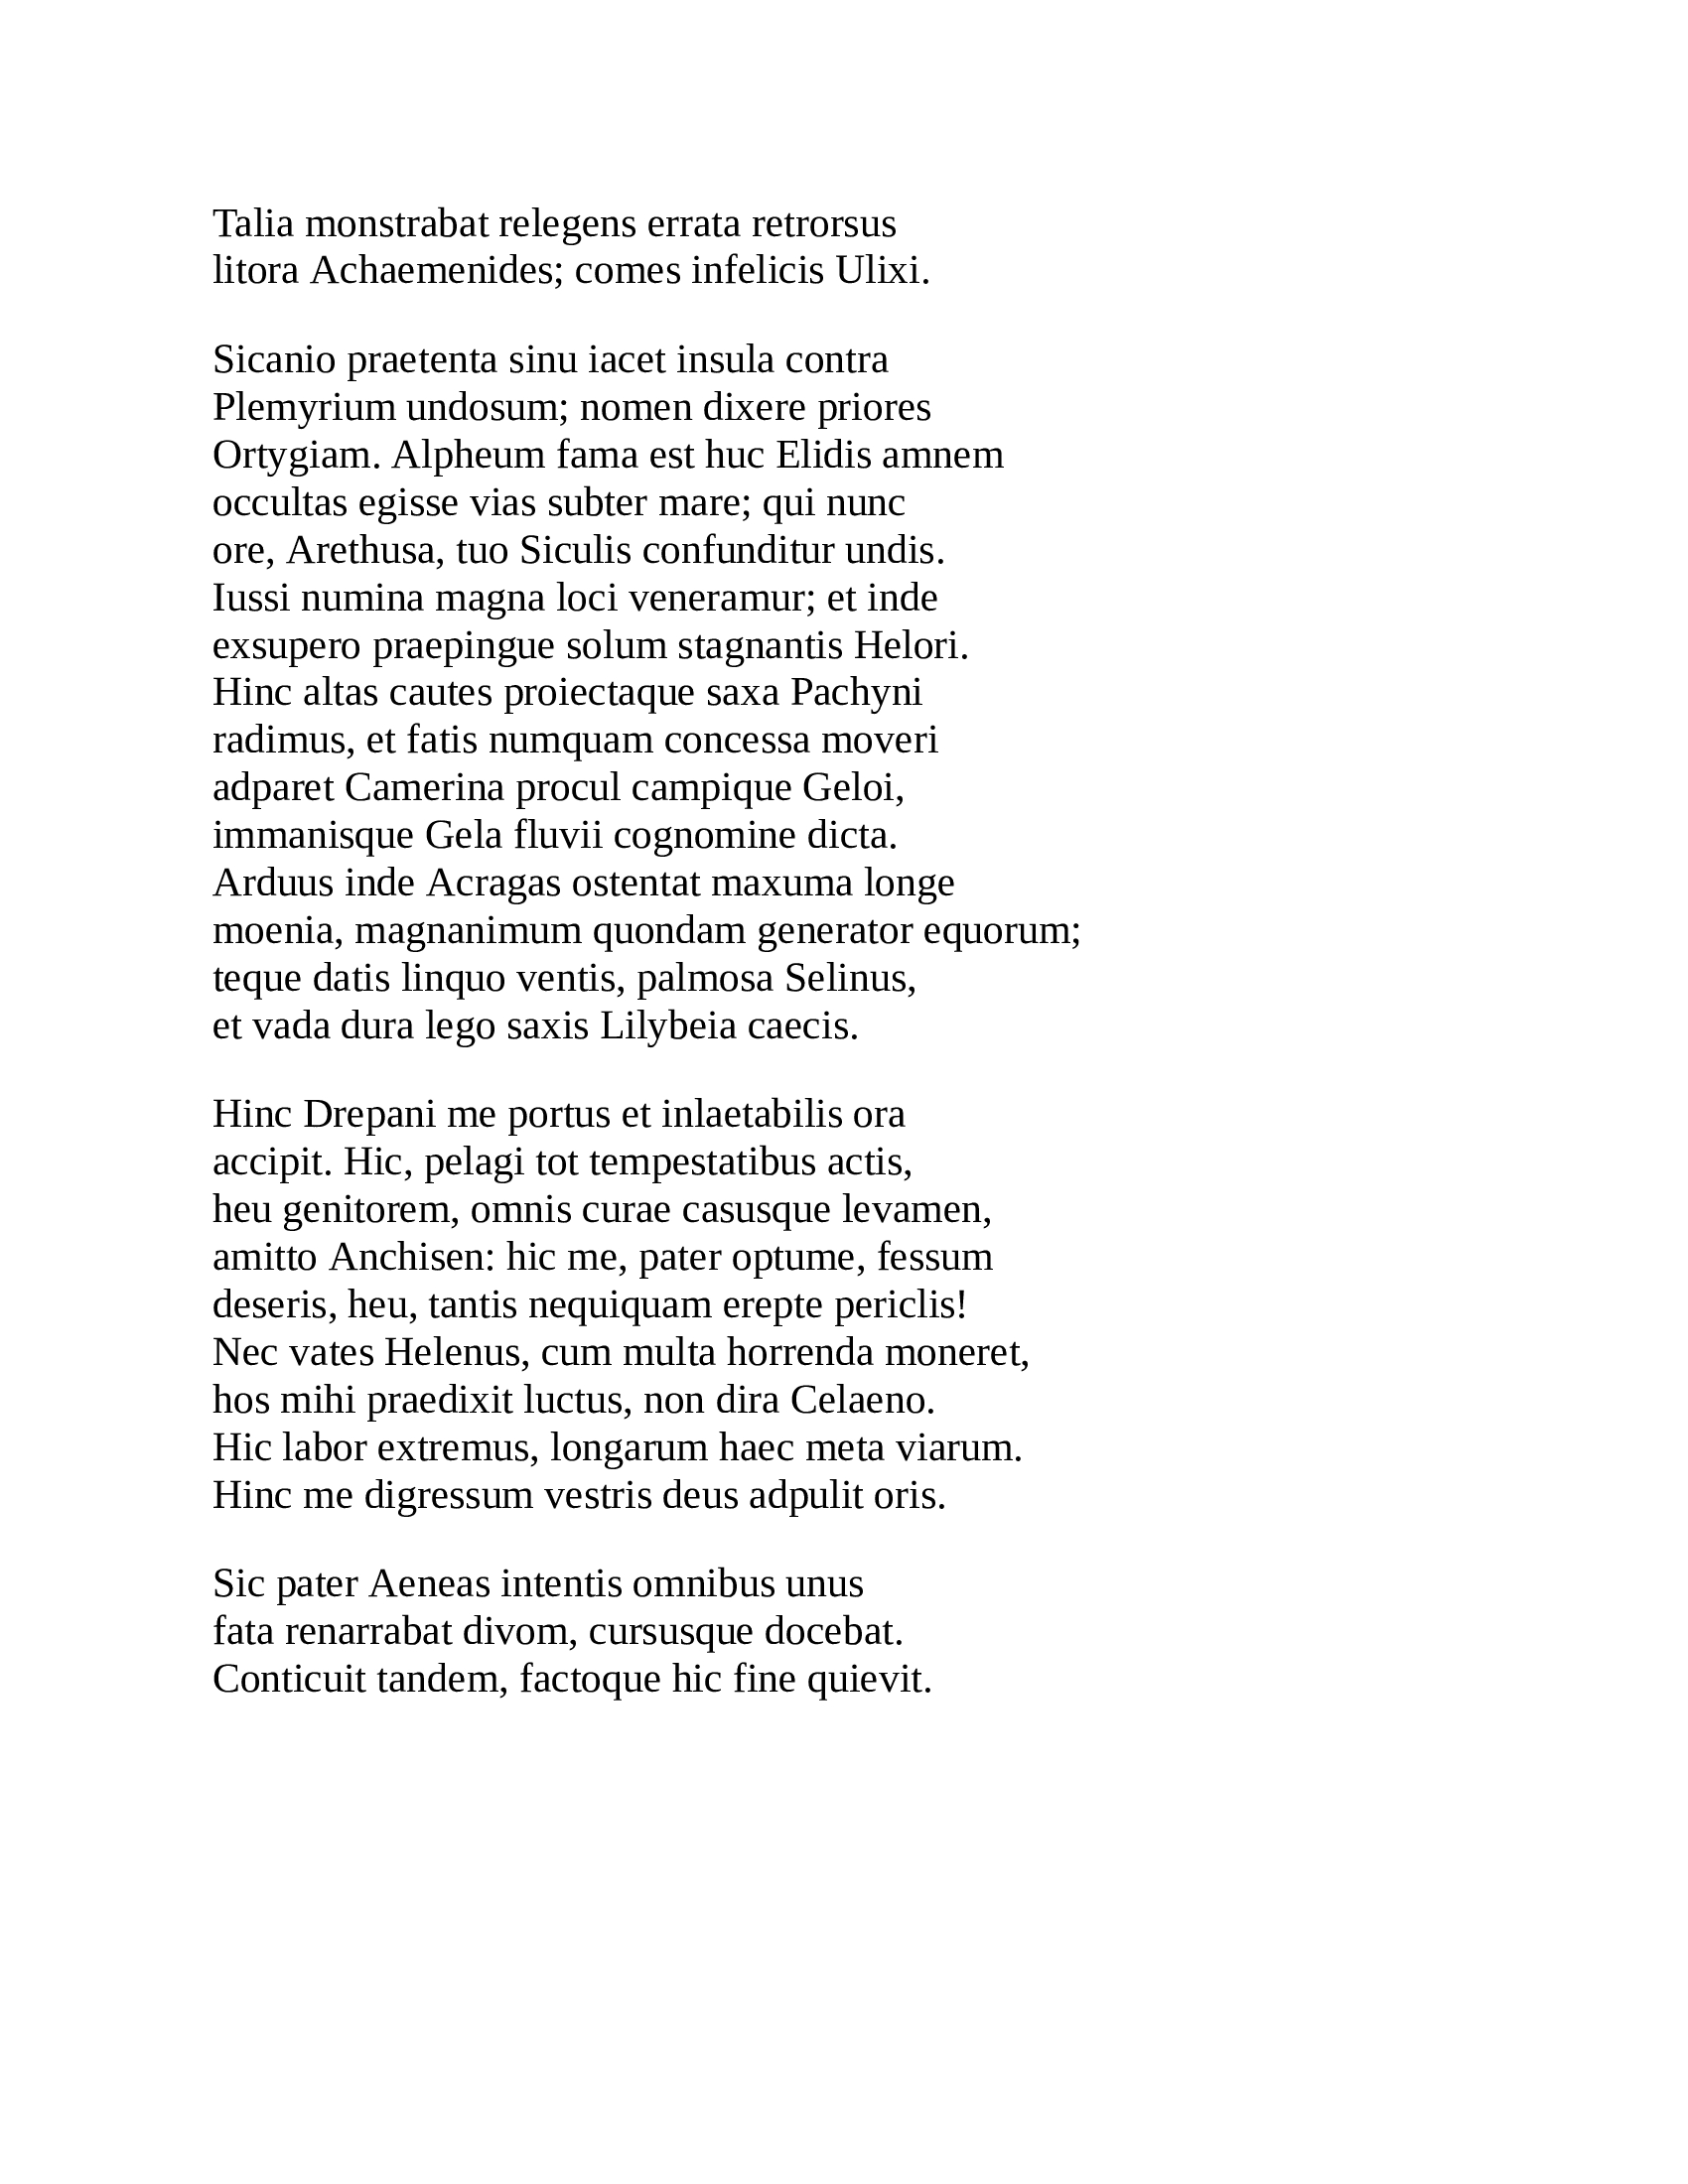 Talia monstrabat relegens errata retrorsus
litora Achaemenides; comes infelicis Ulixi.

Sicanio praetenta sinu iacet insula contra
Plemyrium undosum; nomen dixere priores
Ortygiam. Alpheum fama est huc Elidis amnem
occultas egisse vias subter mare; qui nunc
ore, Arethusa, tuo Siculis confunditur undis.
Iussi numina magna loci veneramur; et inde
exsupero praepingue solum stagnantis Helori.
Hinc altas cautes proiectaque saxa Pachyni
radimus, et fatis numquam concessa moveri
adparet Camerina procul campique Geloi,
immanisque Gela fluvii cognomine dicta.
Arduus inde Acragas ostentat maxuma longe
moenia, magnanimum quondam generator equorum;
teque datis linquo ventis, palmosa Selinus,
et vada dura lego saxis Lilybeia caecis.

Hinc Drepani me portus et inlaetabilis ora
accipit. Hic, pelagi tot tempestatibus actis,
heu genitorem, omnis curae casusque levamen,
amitto Anchisen: hic me, pater optume, fessum
deseris, heu, tantis nequiquam erepte periclis!
Nec vates Helenus, cum multa horrenda moneret,
hos mihi praedixit luctus, non dira Celaeno.
Hic labor extremus, longarum haec meta viarum.
Hinc me digressum vestris deus adpulit oris.

Sic pater Aeneas intentis omnibus unus
fata renarrabat divom, cursusque docebat.
Conticuit tandem, factoque hic fine quievit.